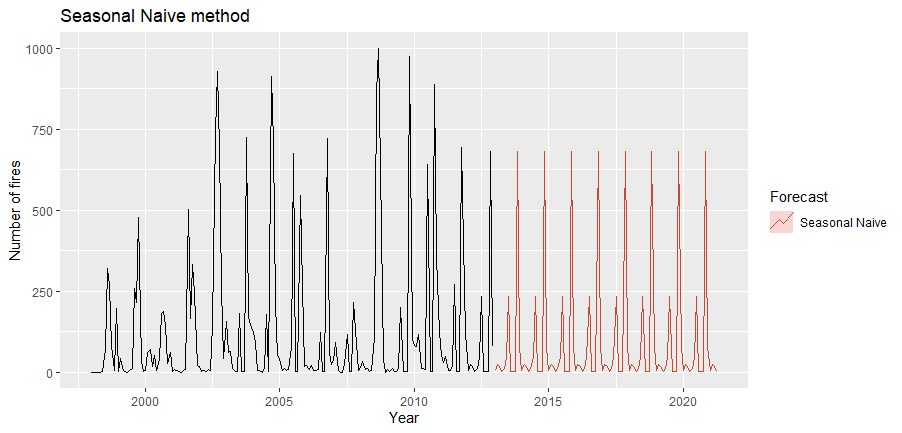 Seasonal Naive method
1000
750
500
250
0
Number of fires
2000
2005
2010
2015
2020
Year
Forecast
Seasonal Naive